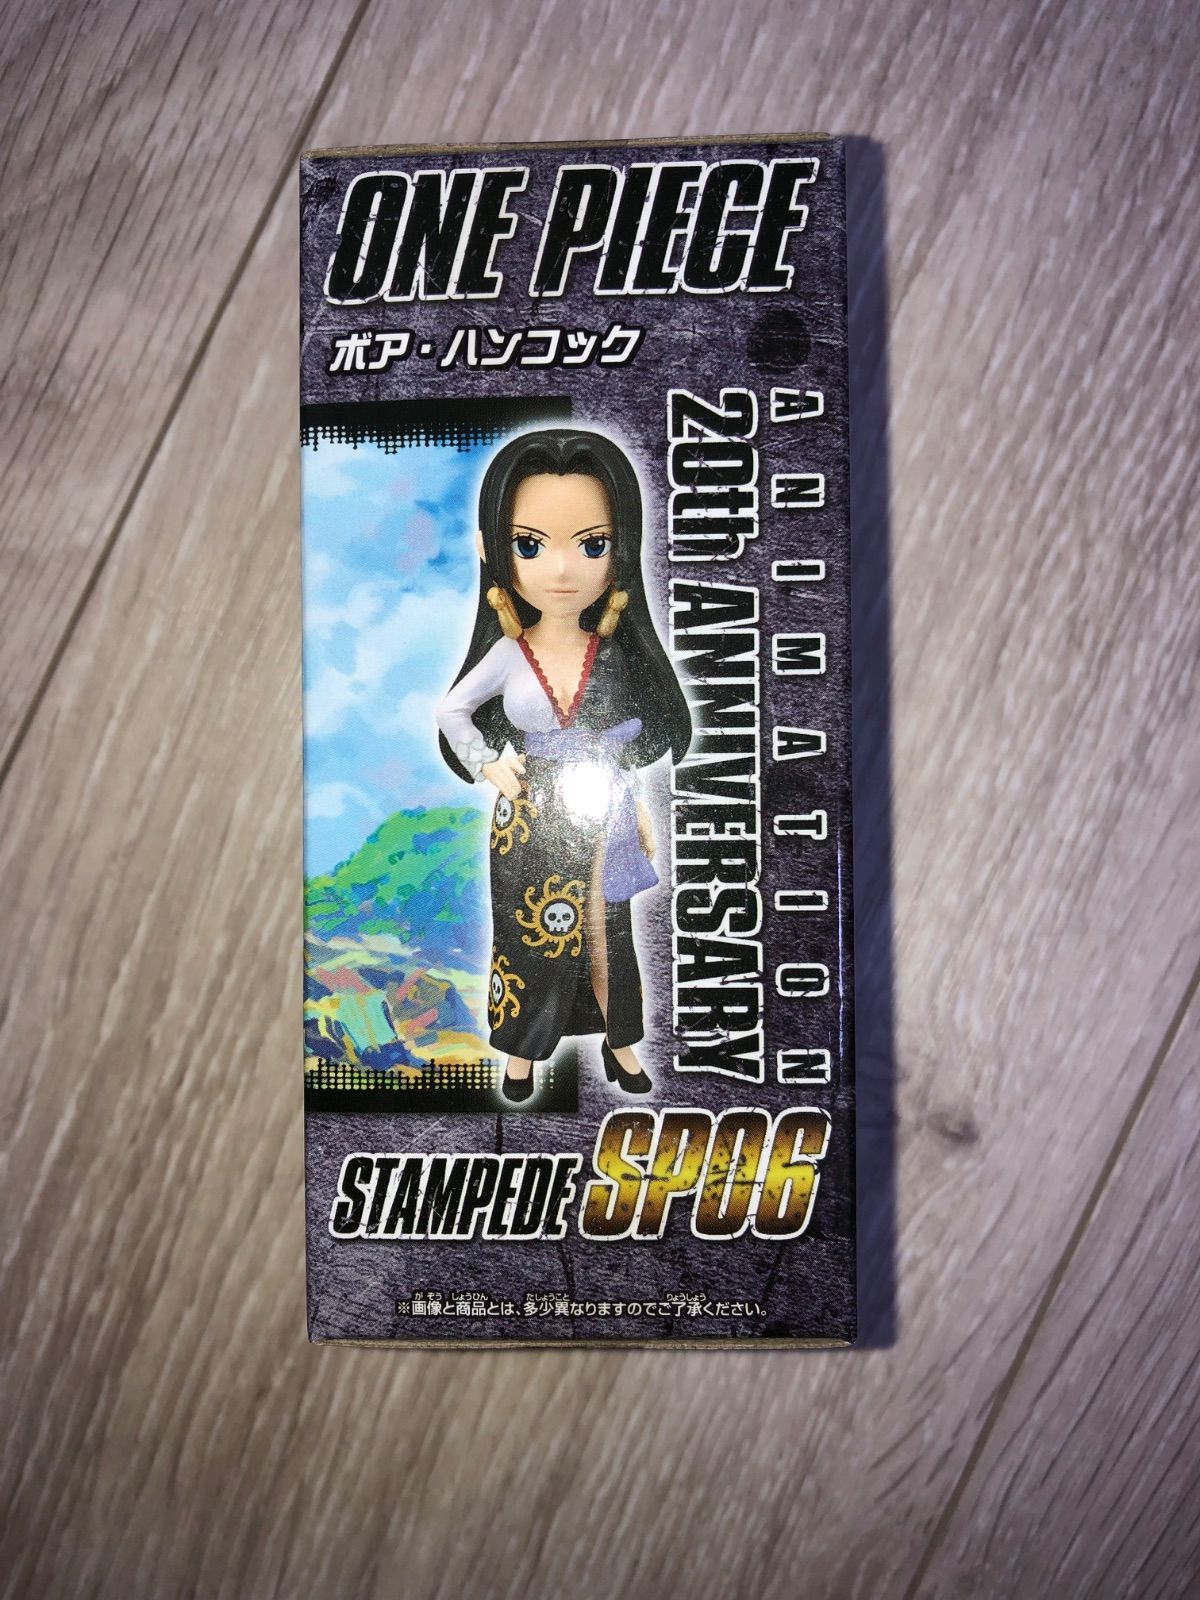 ONE PIECE
ボア・ハンコック
ANIMATION
20th ANNIVERSARY
STAMPEDE SP06
※画像と商品とは、多少異なりますのでご了承ください。